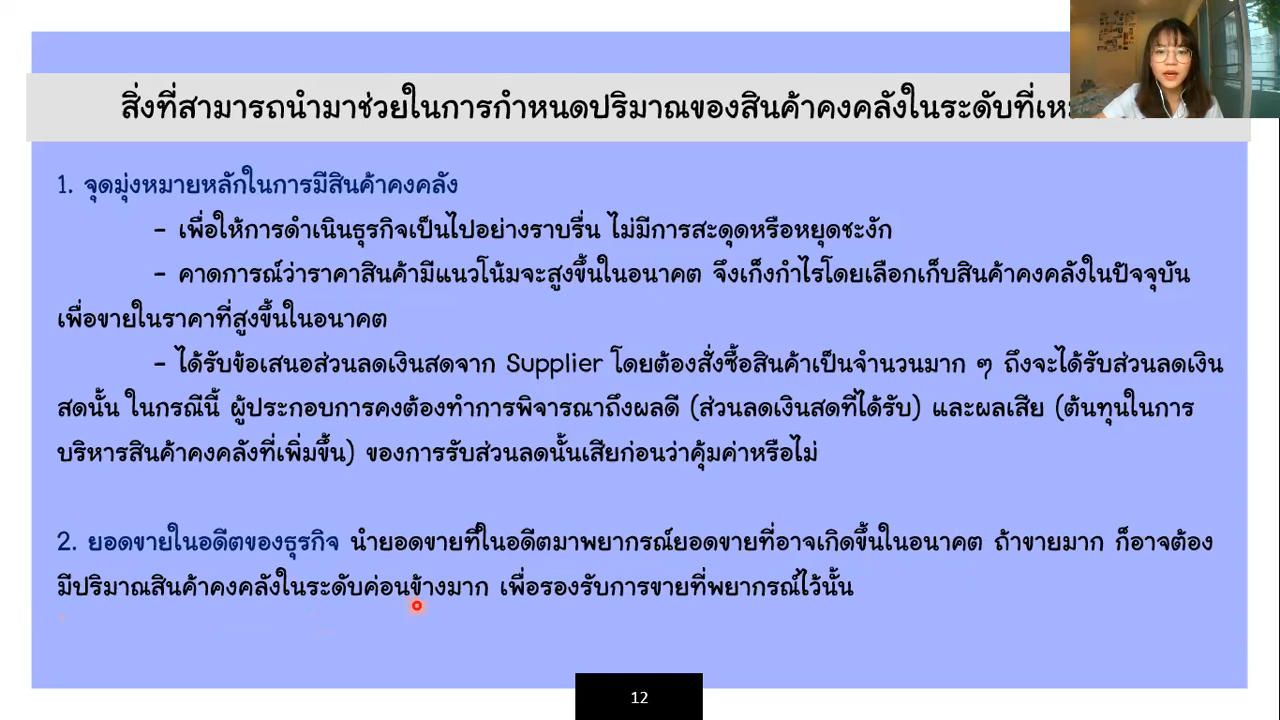 สิ่งที่สามารถนำมาช่วยในการกำหนดปริมาณของสินค้าคงคลังในระดับที่
1. จุดมุ่งหมายหลักในการมีสินค้าคงคลัง
- เพื่อให้การดำเนินธุรกิจเป็นไปอย่างราบรื่น ไม่มีการสะดุดหรือหยุดชะงัก
- คาดการณ์ว่าราคาสินค้ามีแนวโน้มจะสูงขึ้นในอนาคต จึงเก็งกำไรโดยเลือกเก็บสินค้าคงคลังในปัจจุบัน
เพื่อขายในราคาที่สูงขึ้นในอนาคต
- ได้รับข้อเสนอส่วนลดเงินสดจาก Supplier โดยต้องสั่งซื้อสินค้าเป็นจำนวนมาก ๆ ถึงจะได้รับส่วนลดเงิน
สดนั้น ในกรณีนี้ ผู้ประกอบการคงต้องทำการพิจารณาถึงผลดี (ส่วนลดเงินสดที่ได้รับ) และผลเสีย (ต้นทุนในการ
บริหารสินค้าคงคลังที่เพิ่มขึ้น) ของการรับส่วนลดนั้นเสียก่อนว่าคุ้มค่าหรือไม่
2. ยอดขายในอดีตของธุรกิจ นำยอดขายที่ในอดีตมาพยากรณ์ยอดขายที่อาจเกิดขึ้นในอนาคต ถ้าขายมาก ก็อาจต้อง
มีปริมาณสินค้าคงคลังในระดับค่อนข้างมาก เพื่อรองรับการขายที่พยากรณ์ไว้นั้น
12